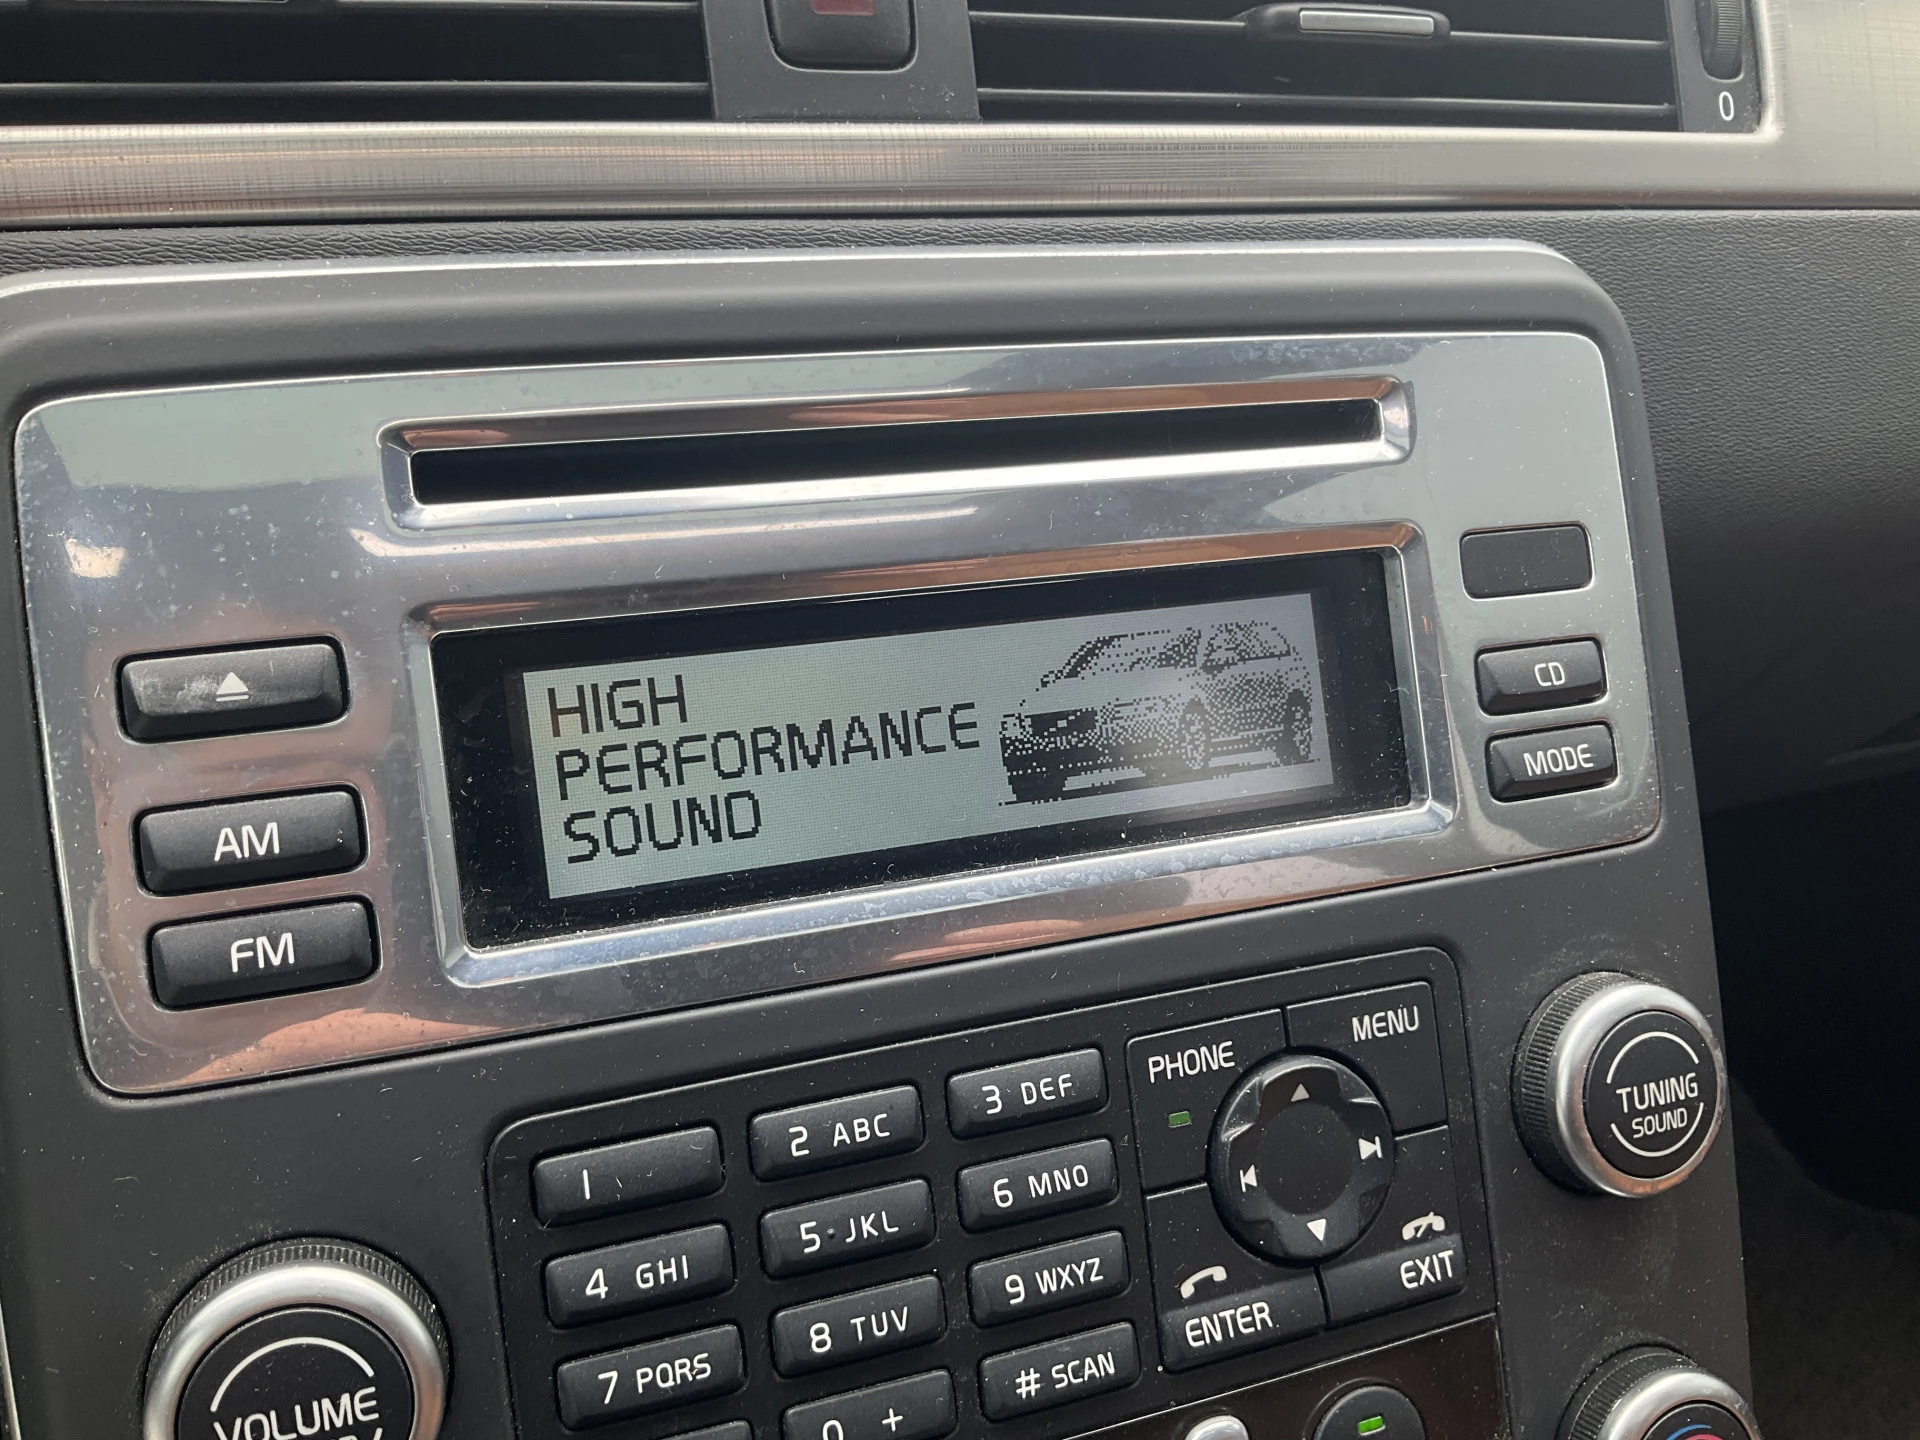 0
HIGH
PERFORMANCE
SOUND
CD
MODE
AM
FM
MENU
PHONE
TUNING
SOUND
1
2 ABC
3 DEF
4 GHI
5 JKL
6 MNO
7 PQRS
8 TUV
9 WXYZ
0 +
# SCAN
ENTER
EXIT
VOLUME